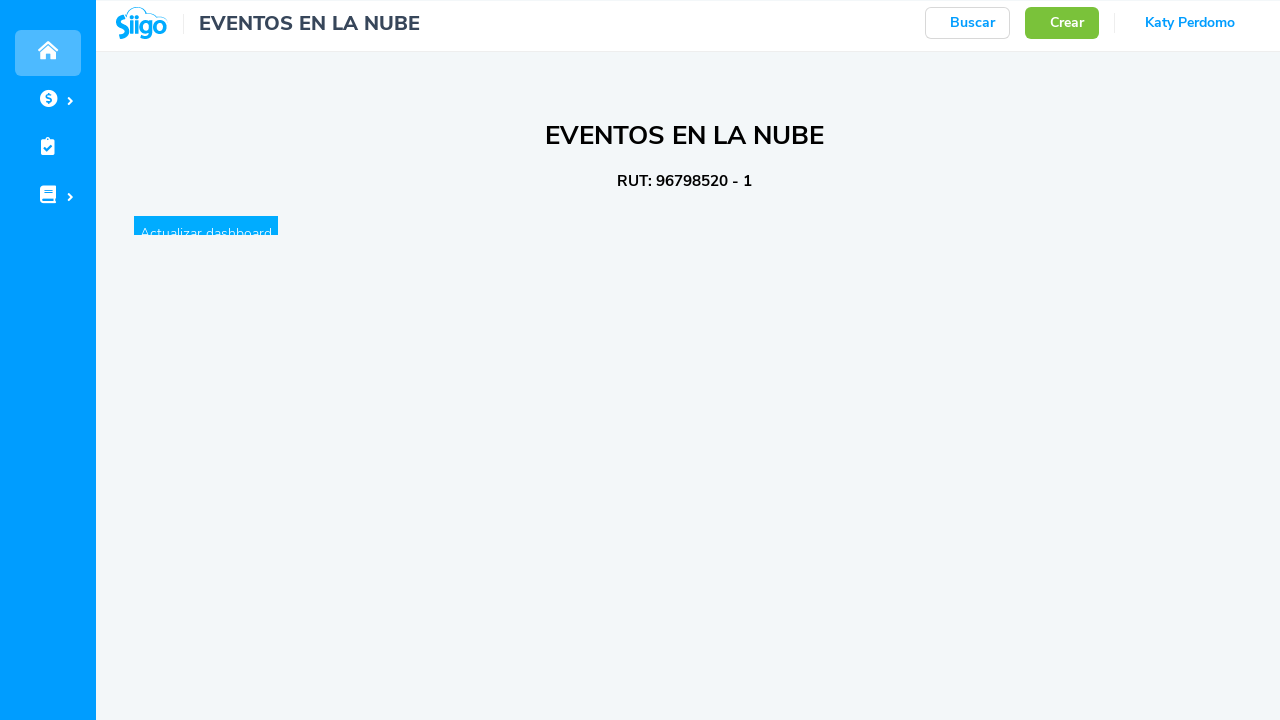 Siigo
EVENTOS EN LA NUBE
Buscar
Crear
Katy Perdomo
EVENTOS EN LA NUBE
RUT: 96798520 - 1
Actualizar dashboard